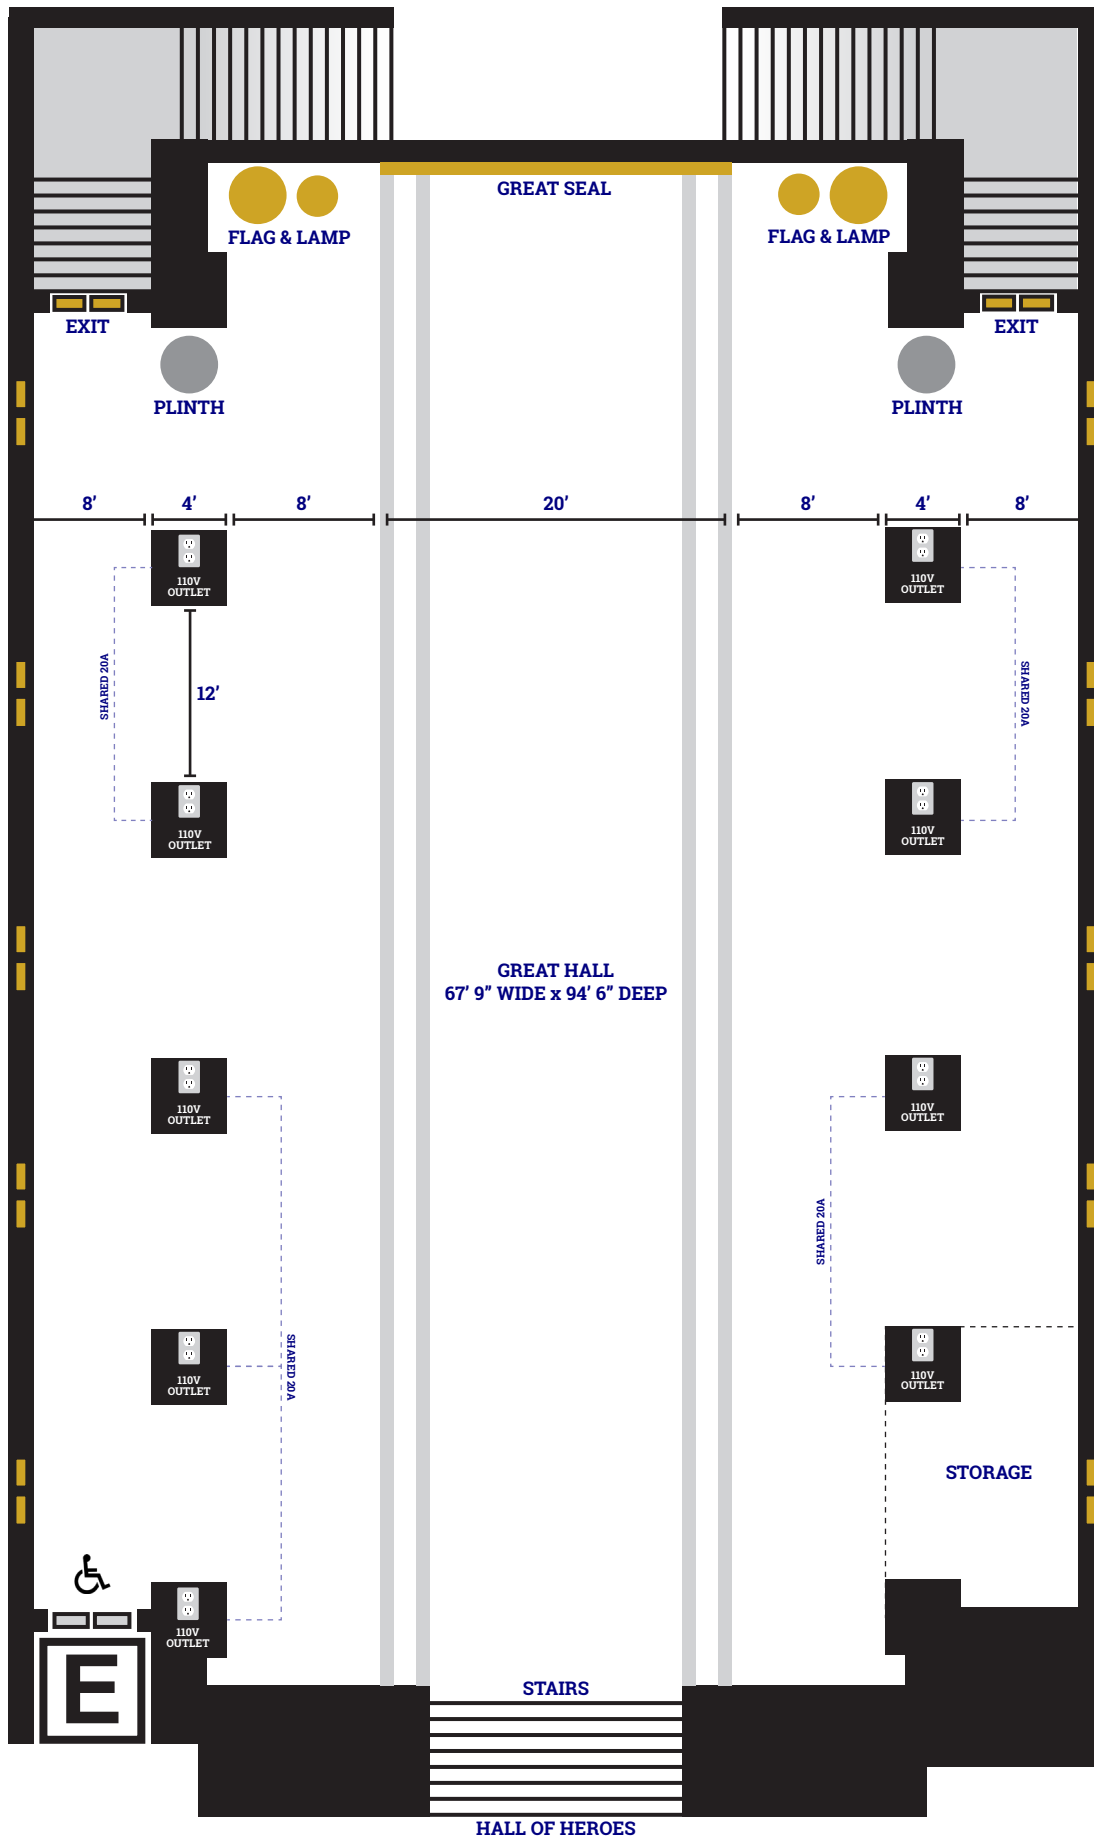 GREAT SEAL
FLAG & LAMP
FLAG & LAMP
EXIT
EXIT
PLINTH
PLINTH
8’
4’
8’
20’
8’
4’
8’
110V
OUTLET
110V
OUTLET
SHARED 20A
12’
SHARED 20A
110V
OUTLET
110V
OUTLET
GREAT HALL
67’ 9” WIDE x 94’ 6” DEEP
110V
OUTLET
110V
OUTLET
SHARED 20A
SHARED 20A
110V
OUTLET
110V
OUTLET
STORAGE
110V
OUTLET
E
STAIRS
HALL OF HEROES